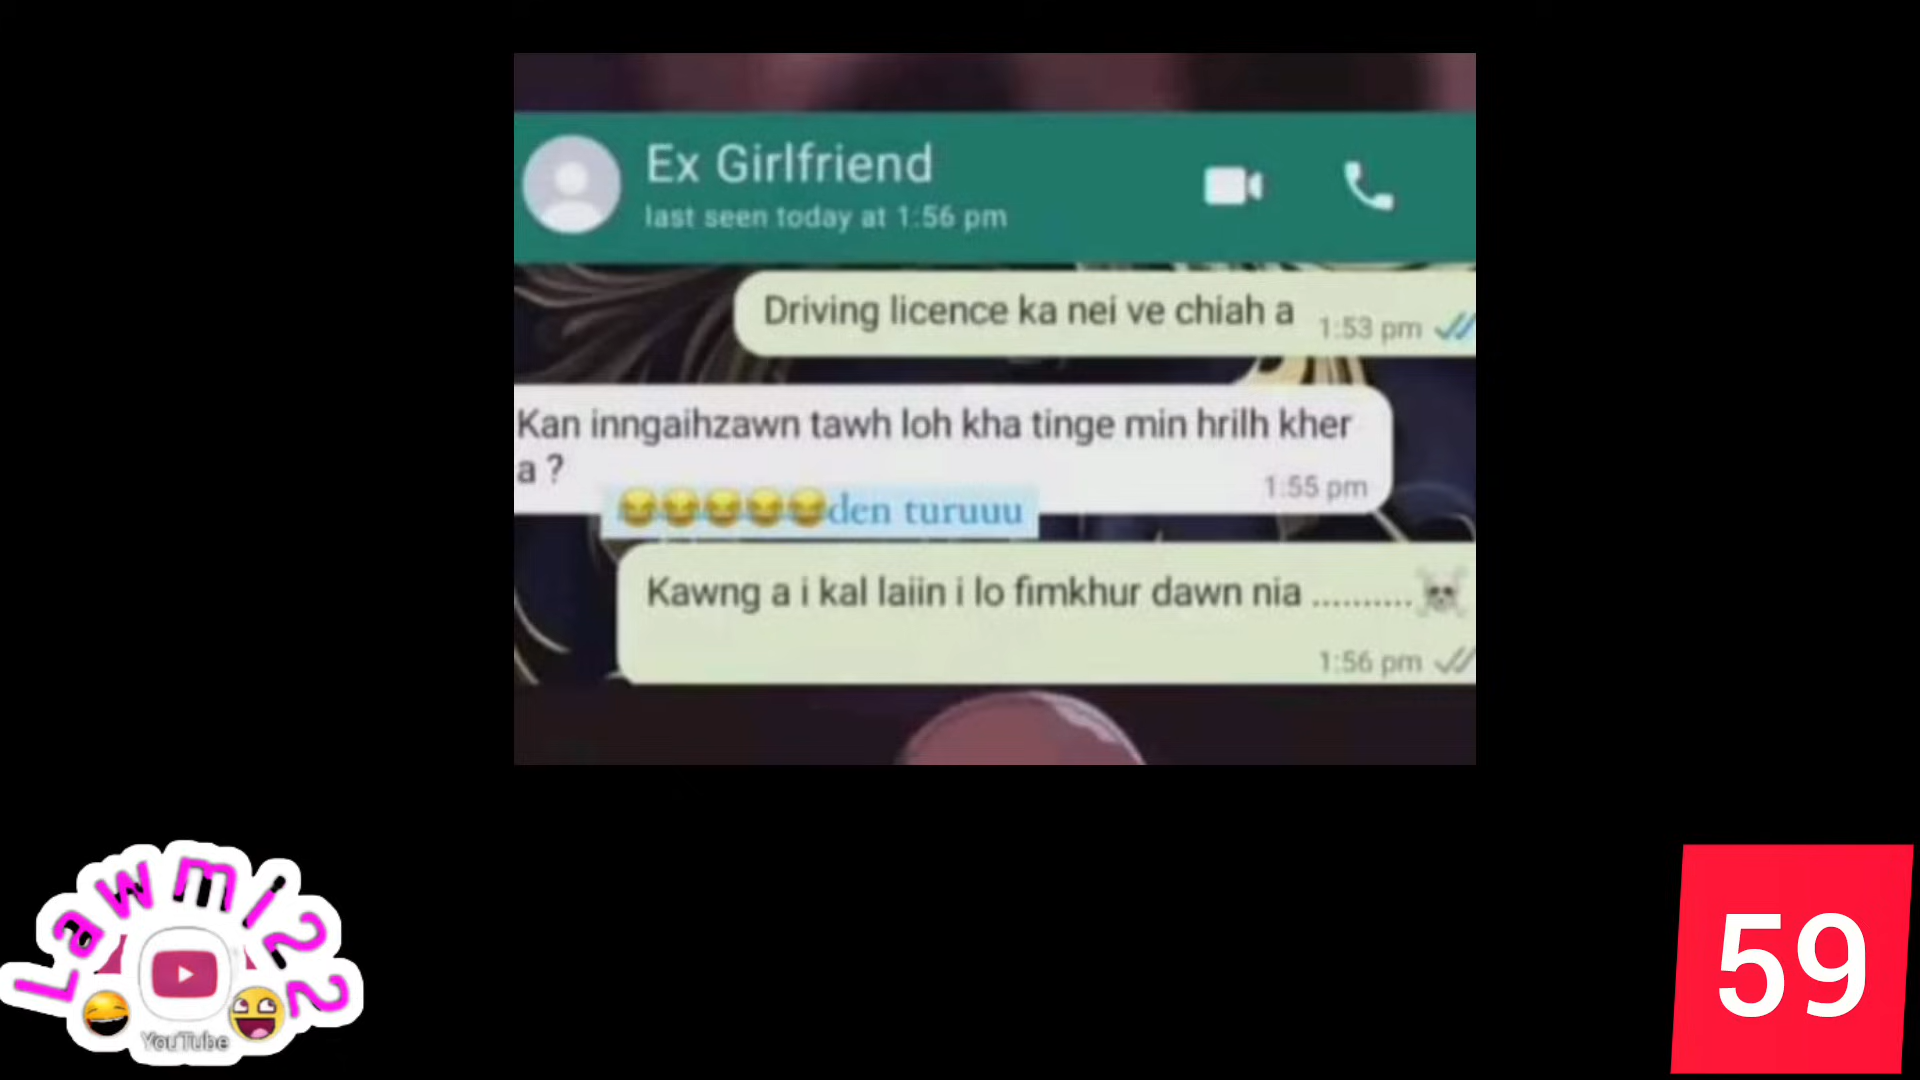 Ex Girlfriend
last seen today at 1:56 pm
Driving licence ka nei ve chiah a
1:53 pm
Kan inngaihzawn tawh loh kha tinge min hrilh kher
a ?
1:55 pm
😂😂😂😂😂den turuuu
Kawng a i kal laiin i lo fimkhur dawn nia ..........☠
1:56 pm
Lawmi22
YouTube
59